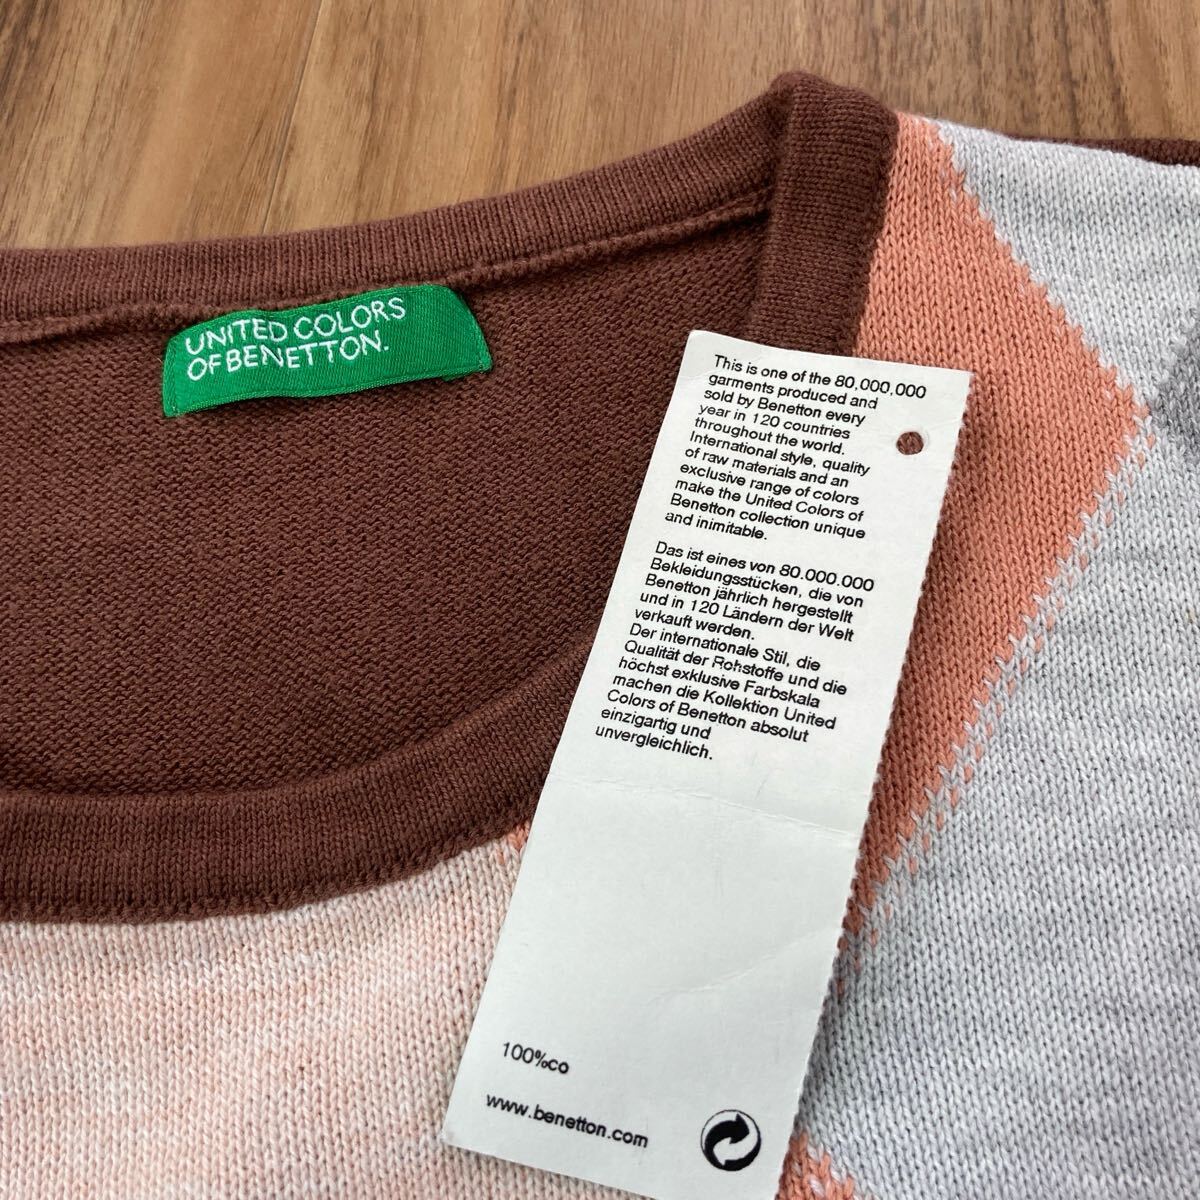 UNITED COLORS
OF BENETTON.
This is one of the 80,000,000
garments produced and
sold by Benetton every
year in 120 countries
throughout the world.
International style, quality
of raw materials and an
exclusive range of colors
make the United Colors of
Benetton collection unique
and inimitable.
Das ist eines von 80.000.000
Bekleidungsstücken, die von
Benetton jährlich hergestellt
und in 120 Ländern der Welt
verkauft werden.
Der internationale Stil, die
Qualität der Rohstoffe und die
höchst exklusive Farbskala
machen die Kollektion United
Colors of Benetton absolut
einzigartig und
unvergleichlich.
100%co
www.benetton.com